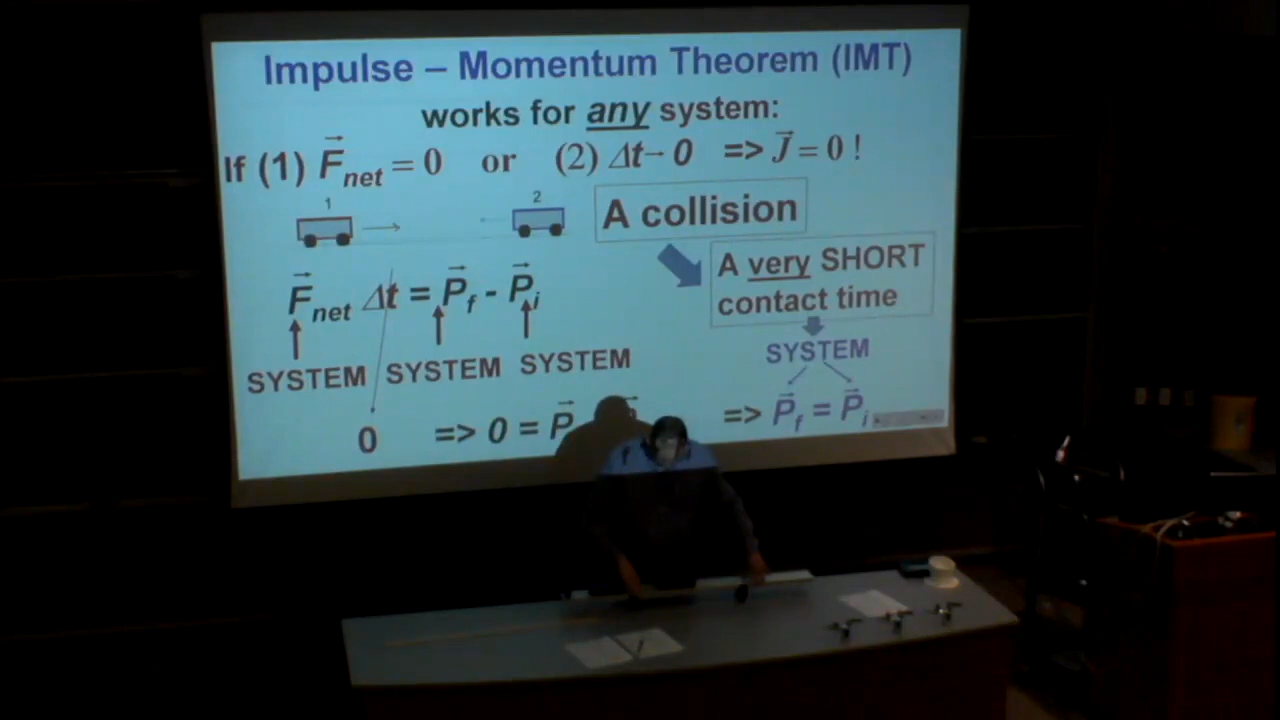 Impulse – Momentum Theorem (IMT)
works for any system:
If (1) F⃗net = 0 or (2) Δt→0 => J⃗ = 0 !
1
2
A collision
A very SHORT
contact time
F⃗net Δt = P⃗f - P⃗i
SYSTEM SYSTEM SYSTEM
SYSTEM
0 => 0 = P⃗
=> P⃗f = P⃗i